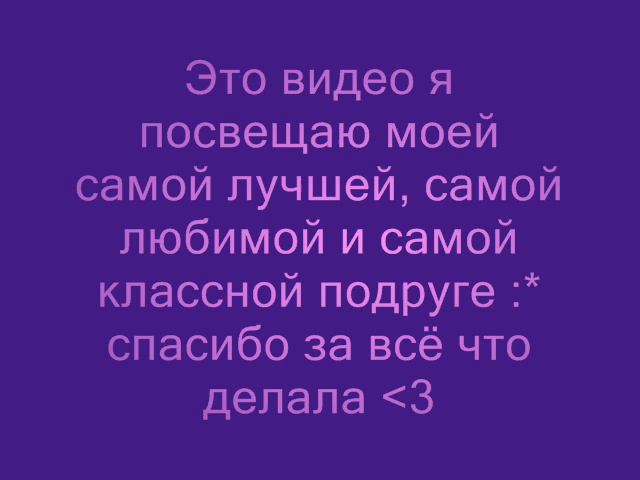 Это видео я
посвещаю моей
самой лучшей, самой
любимой и самой
классной подруге :*
спасибо за всё что
делала <3